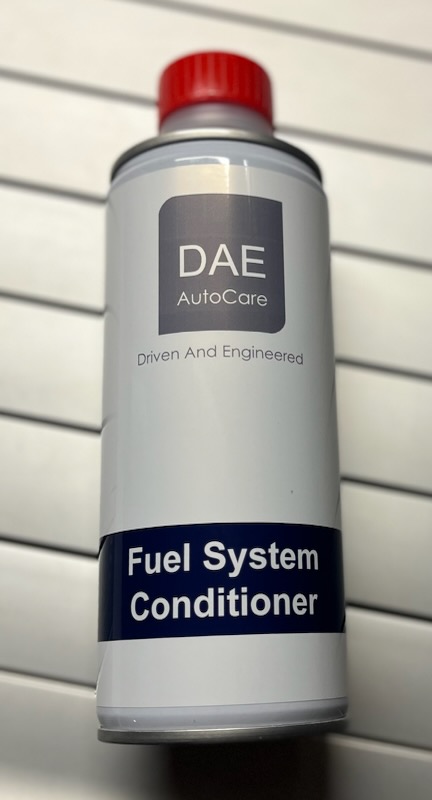 DAE
AutoCare
Driven And Engineered
Fuel System
Conditioner